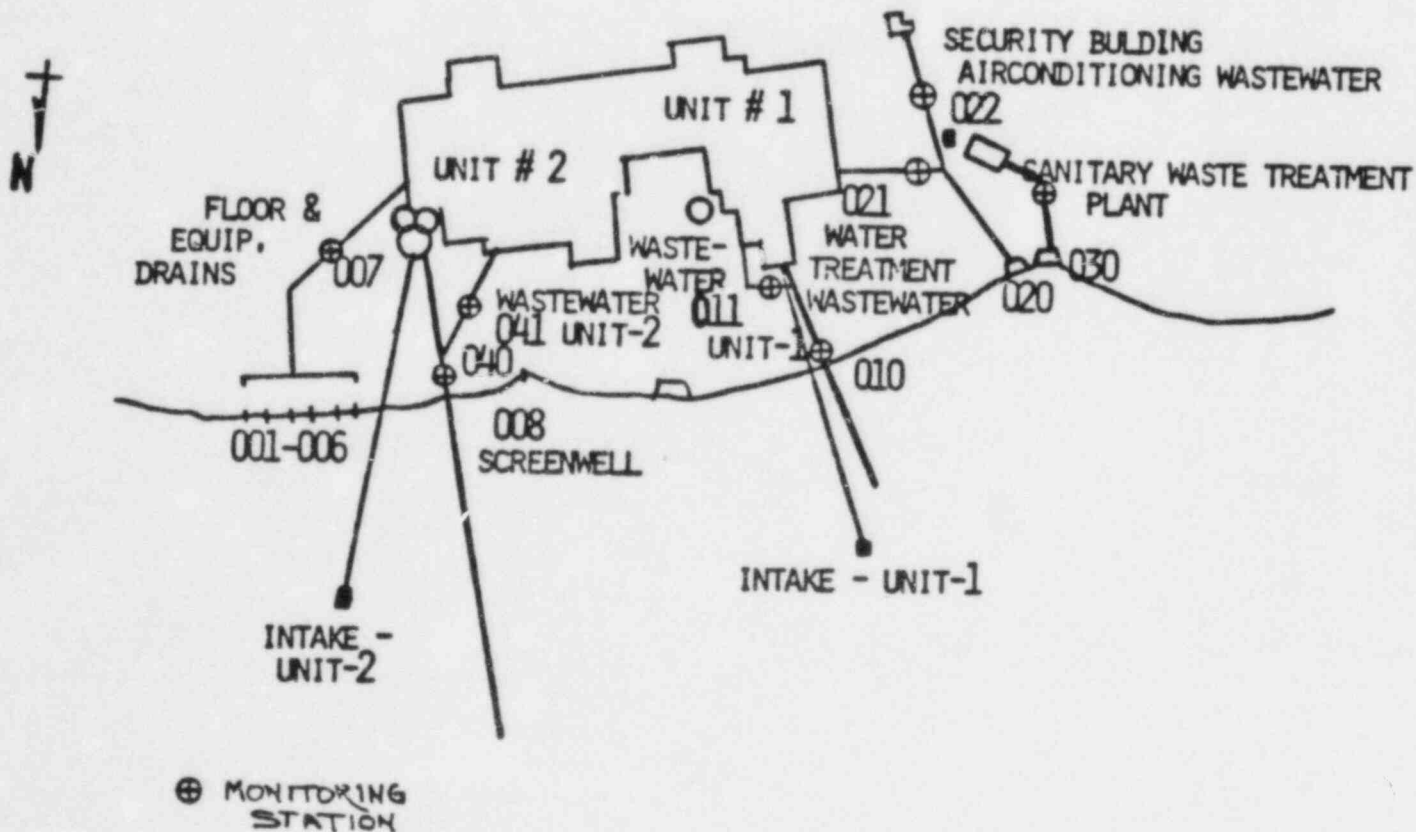 SECURITY BULDING
AIRCONDITIONING WASTEWATER
022
UNIT # 1
UNIT # 2
N
SANITARY WASTE TREATMENT
PLANT
FLOOR &
EQUIP.
DRAINS
007
021
WATER
TREATMENT
WASTEWATER
WASTE-
WATER
011
UNIT-1
WASTEWATER
041 UNIT-2
040
030
020
010
001-006
008
SCREENWELL
INTAKE - UNIT-1
INTAKE -
UNIT-2
⊕ MONITORING
STATION